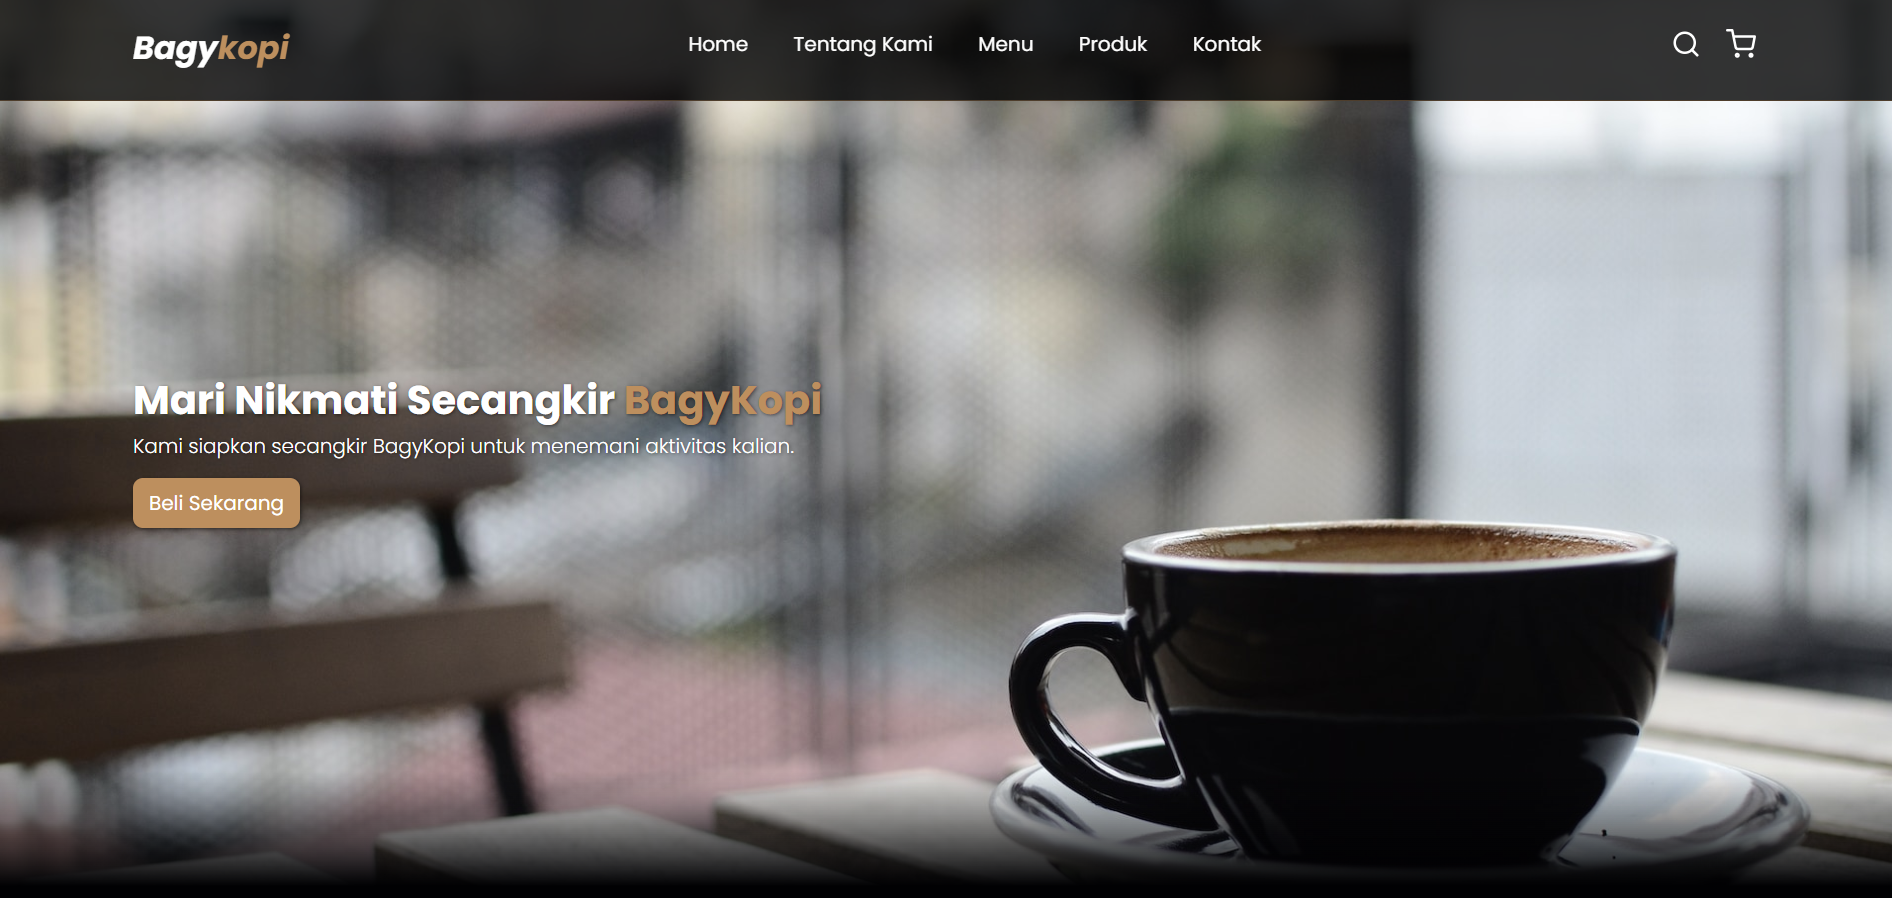 Bagykopi
Home
Tentang Kami
Menu
Produk
Kontak
Mari Nikmati Secangkir BagyKopi
Kami siapkan secangkir BagyKopi untuk menemani aktivitas kalian.
Beli Sekarang